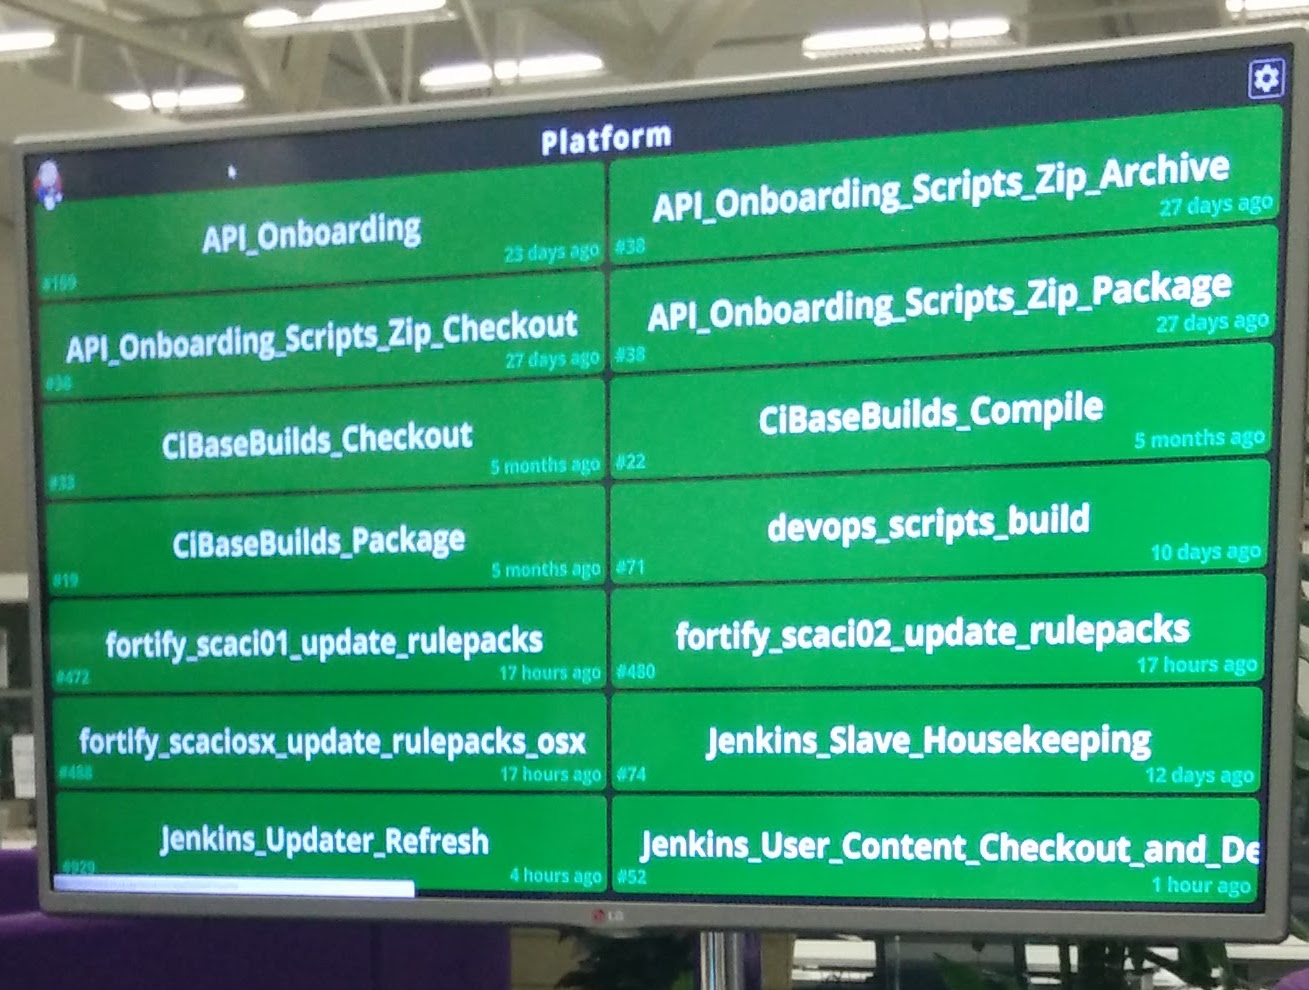 Platform
API_Onboarding
23 days ago
#169
API_Onboarding_Scripts_Zip_Archive
27 days ago
#38
API_Onboarding_Scripts_Zip_Checkout
27 days ago
#38
API_Onboarding_Scripts_Zip_Package
27 days ago
#38
CiBaseBuilds_Checkout
5 months ago
#33
CiBaseBuilds_Compile
5 months ago
#22
CiBaseBuilds_Package
5 months ago
#19
devops_scripts_build
10 days ago
#71
fortify_scaci01_update_rulepacks
17 hours ago
#472
fortify_scaci02_update_rulepacks
17 hours ago
#480
fortify_scaciosx_update_rulepacks_osx
17 hours ago
#488
Jenkins_Slave_Housekeeping
12 days ago
#74
Jenkins_Updater_Refresh
4 hours ago
Jenkins_User_Content_Checkout_and_De
1 hour ago
#52
LG